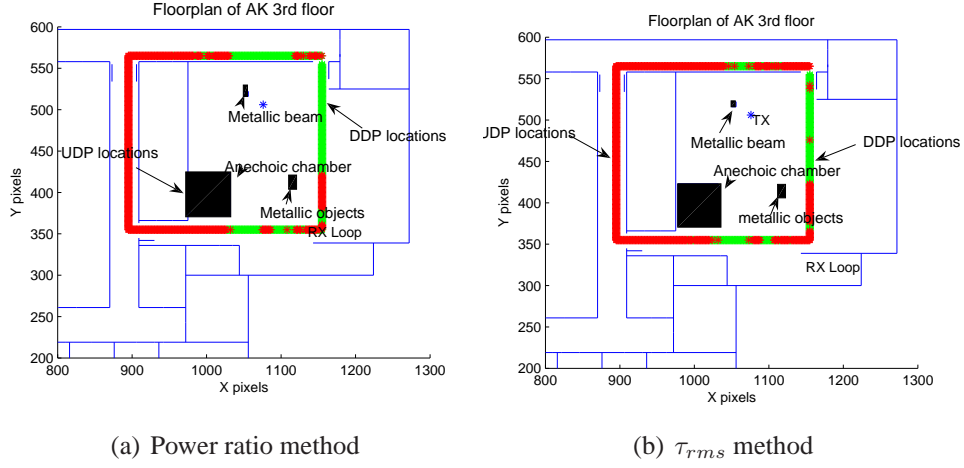 Floorplan of AK 3rd floor
600
550
500
450
400
350
300
250
200
Y pixels
800
900
1000
1100
1200
1300
X pixels
Metallic beam
DDP locations
UDP locations
Anechoic chamber
Metallic objects
RX Loop
(a) Power ratio method
Floorplan of AK 3rd floor
600
550
500
450
400
350
300
250
200
Y pixels
800
900
1000
1100
1200
1300
X pixels
TX
Metallic beam
JDP locations
DDP locations
Anechoic chamber
metallic objects
RX Loop
(b) τrms method